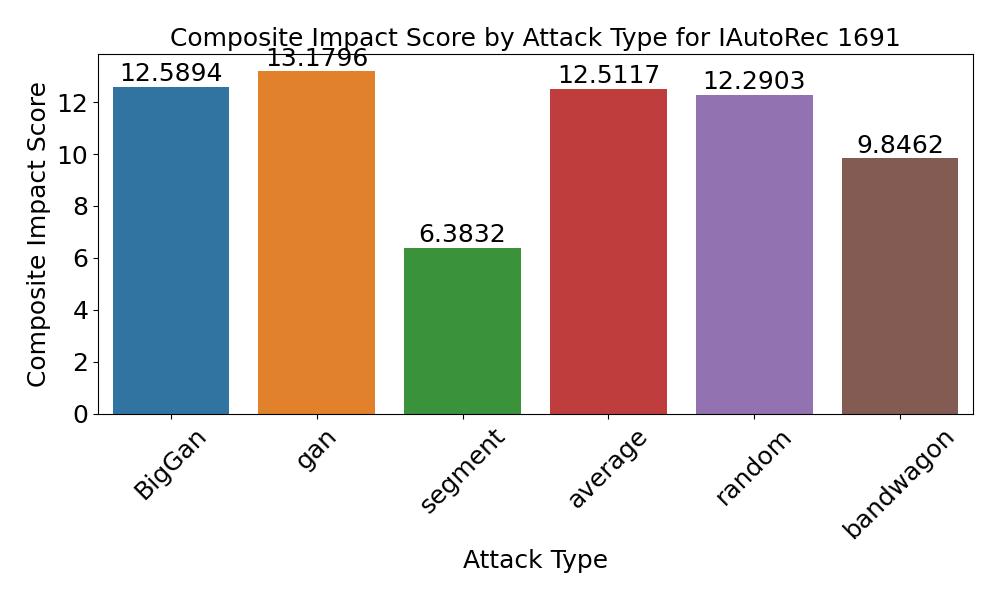 Composite Impact Score by Attack Type for IAutoRec 1691
13.1796
12.5894
12.5117
12.2903
9.8462
6.3832
Composite Impact Score
12
10
8
6
4
2
0
BigGan
gan
segment
average
random
bandwagon
Attack Type